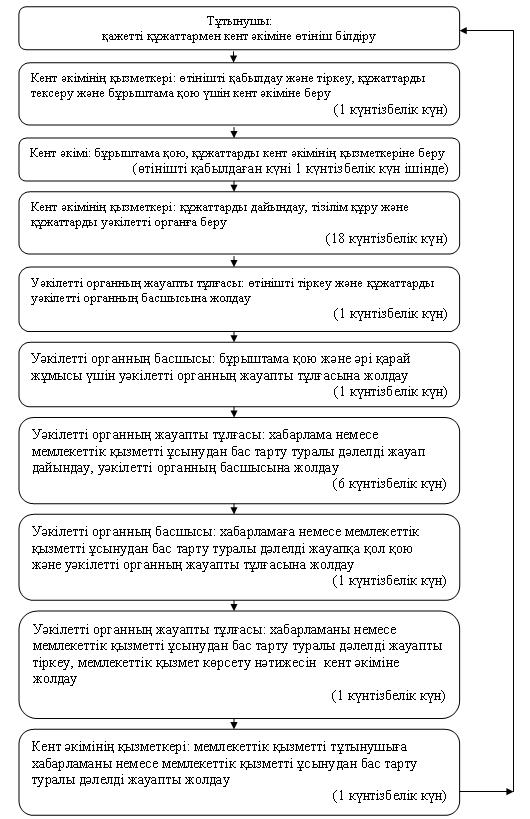 Тұтынушы:
қажетті құжаттармен кент әкіміне өтініш білдіру
Кент әкімінің қызметкері: өтінішті қабылдау және тіркеу, құжаттарды
тексеру және бұрыштама қою үшін кент әкіміне беру
(1 күнтізбелік күн)
Кент әкімі: бұрыштама қою, құжаттарды кент әкімінің қызметкеріне беру
(өтінішті қабылдаған күні 1 күнтізбелік күн ішінде)
Кент әкімінің қызметкері: құжаттарды дайындау, тізілім құру және
құжаттарды уәкілетті органға беру
(18 күнтізбелік күн)
Уәкілетті органның жауапты тұлғасы: өтінішті тіркеу және құжаттарды
уәкілетті органның басшысына жолдау
(1 күнтізбелік күн)
Уәкілетті органның басшысы: бұрыштама қою және әрі қарай
жұмысы үшін уәкілетті органның жауапты тұлғасына жолдау
(1 күнтізбелік күн)
Уәкілетті органның жауапты тұлғасы: хабарлама немесе
мемлекеттік қызметті ұсынудан бас тарту туралы дәлелді жауап
дайындау, уәкілетті органның басшысына жолдау
(6 күнтізбелік күн)
Уәкілетті органның басшысы: хабарламаға немесе мемлекеттік
қызметті ұсынудан бас тарту туралы дәлелді жауапқа қол қою
және уәкілетті органның жауапты тұлғасына жолдау
(1 күнтізбелік күн)
Уәкілетті органның жауапты тұлғасы: хабарламаны немесе
мемлекеттік қызметті ұсынудан бас тарту туралы дәлелді жауапты
тіркеу, мемлекеттік қызмет көрсету нәтижесін кент әкіміне
жолдау
(1 күнтізбелік күн)
Кент әкімінің қызметкері: мемлекеттік қызметті тұтынушыға
хабарламаны немесе мемлекеттік қызметті ұсынудан бас тарту
туралы дәлелді жауапты жолдау
(1 күнтізбелік күн)